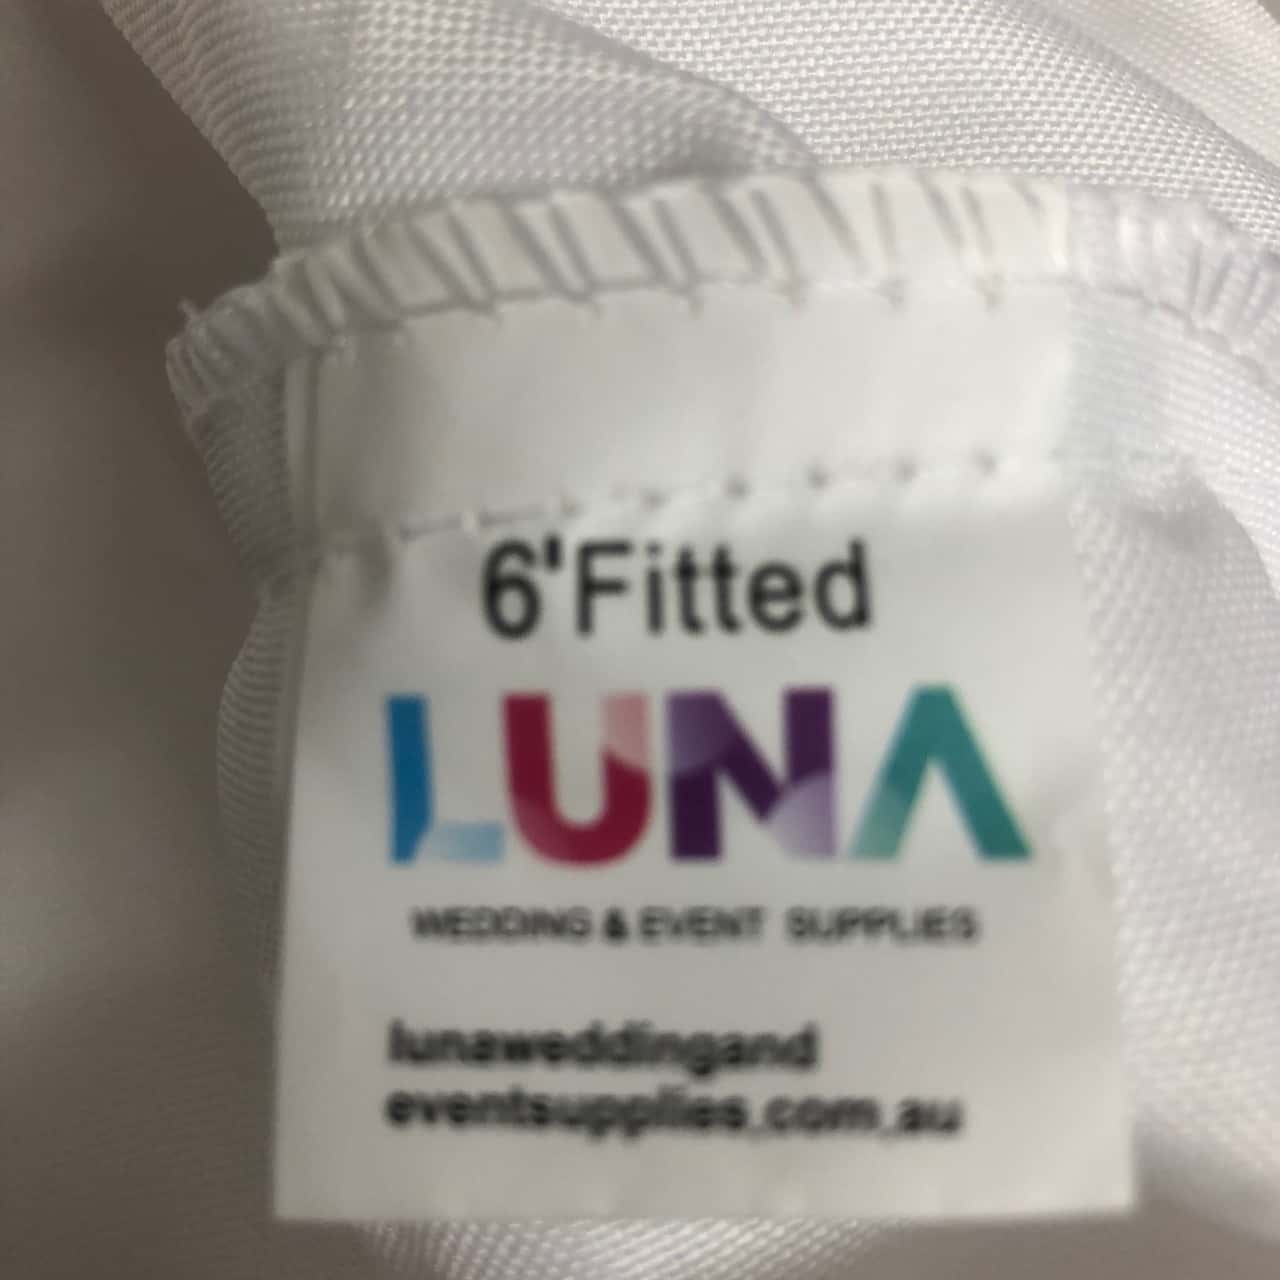 6'Fitted
LUNA
WEDDING & EVENT SUPPLIES
lunaweddingand
eventsupplies.com.au